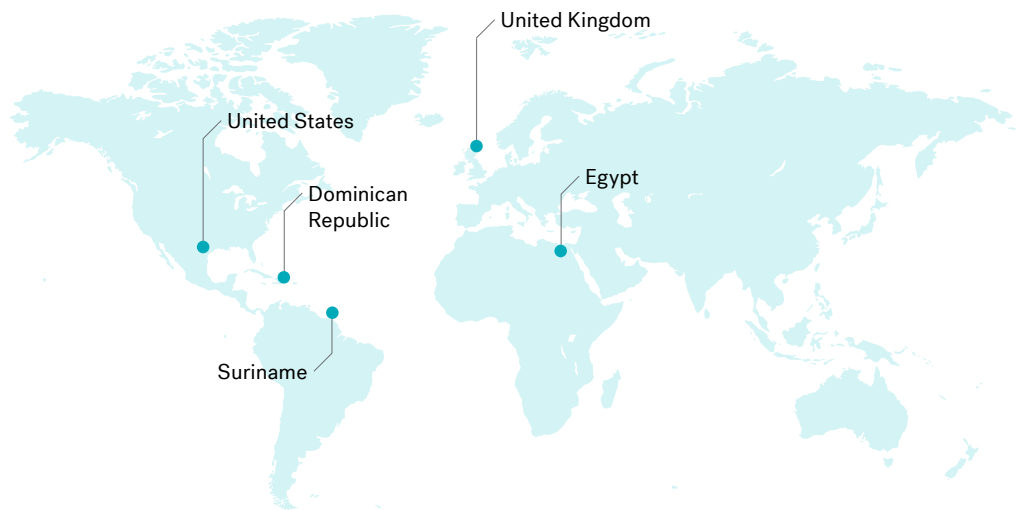 United Kingdom
United States
Egypt
Dominican
Republic
Suriname